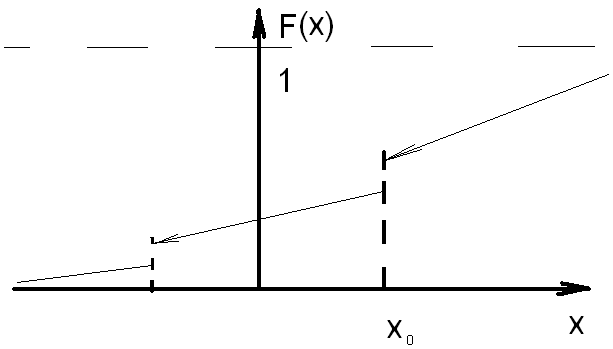 F(x)
1
x₀
x